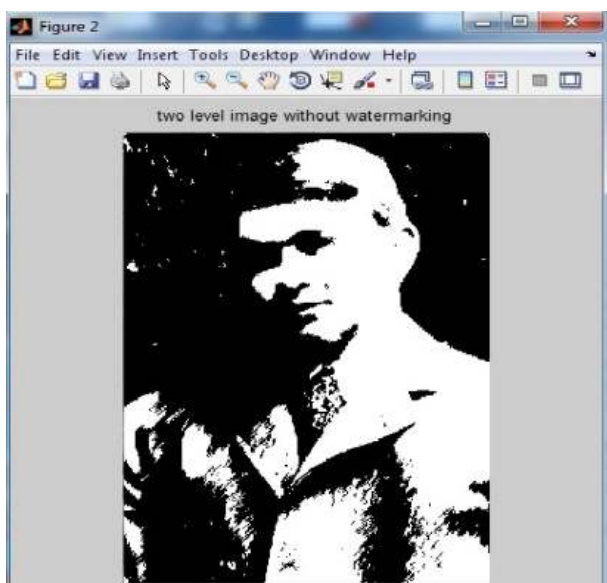 Figure 2
File Edit View Insert Tools Desktop Window Help
two level image without watermarking